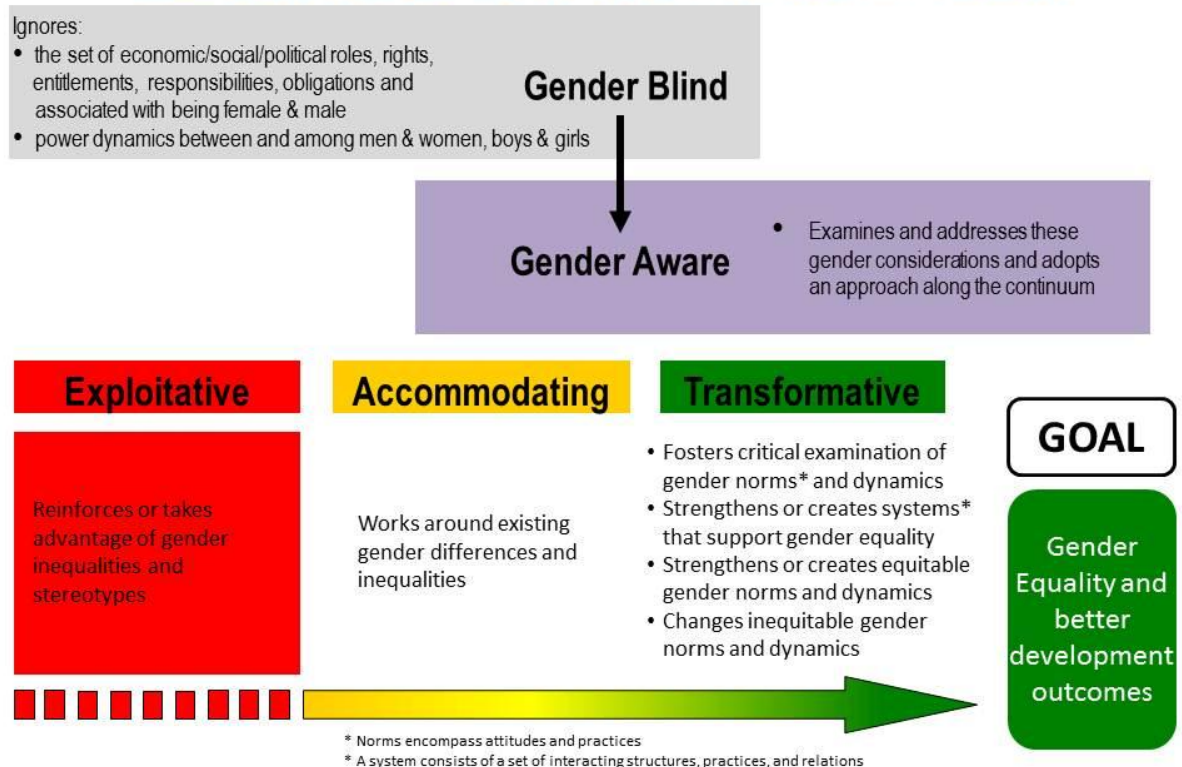 Ignores:
• the set of economic/social/political roles, rights,
entitlements, responsibilities, obligations and
associated with being female & male
• power dynamics between and among men & women, boys & girls
Gender Blind
Gender Aware
• Examines and addresses these
gender considerations and adopts
an approach along the continuum
Exploitative
Reinforces or takes
advantage of gender
inequalities and
stereotypes
Accommodating
Works around existing
gender differences and
inequalities
Transformative
• Fosters critical examination of
gender norms* and dynamics
• Strengthens or creates systems*
that support gender equality
• Strengthens or creates equitable
gender norms and dynamics
• Changes inequitable gender
norms and dynamics
GOAL
Gender
Equality and
better
development
outcomes
* Norms encompass attitudes and practices
* A system consists of a set of interacting structures, practices, and relations